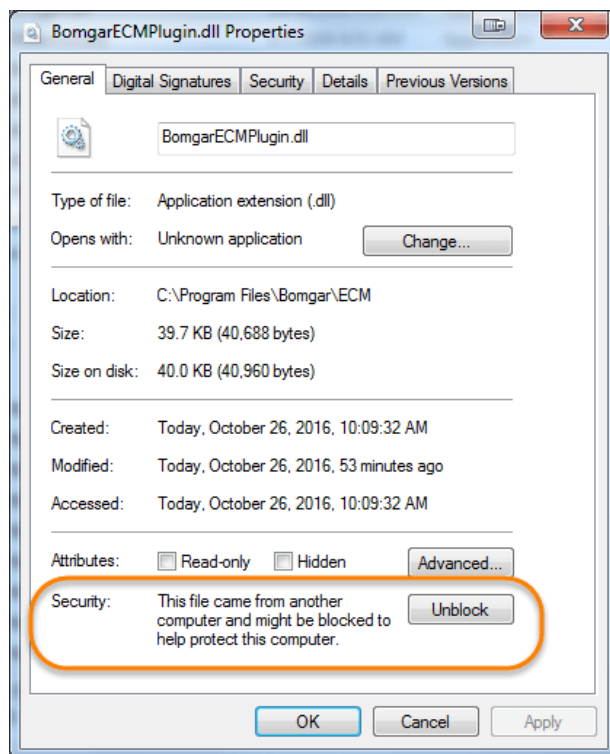 BomgarECMPlugin.dll Properties
General Digital Signatures Security Details Previous Versions
BomgarECMPlugin.dll
Type of file: Application extension (.dll)
Opens with: Unknown application Change...
Location: C:\Program Files\Bomgar\ECM
Size: 39.7 KB (40,688 bytes)
Size on disk: 40.0 KB (40,960 bytes)
Created: Today, October 26, 2016, 10:09:32 AM
Modified: Today, October 26, 2016, 53 minutes ago
Accessed: Today, October 26, 2016, 10:09:32 AM
Attributes: Read-only Hidden Advanced...
Security: This file came from another
computer and might be blocked to
help protect this computer.
Unblock
OK Cancel Apply